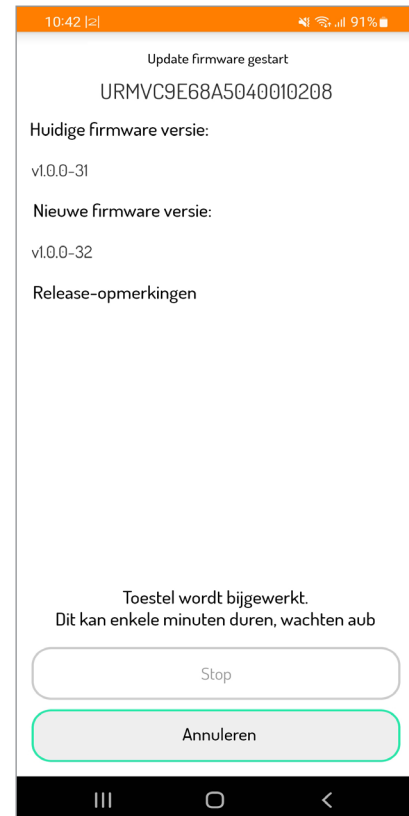 10:42
91%
Update firmware gestart
URMVC9E68A5040010208
Huidige firmware versie:
v1.0.0-31
Nieuwe firmware versie:
v1.0.0-32
Release-opmerkingen
Toestel wordt bijgewerkt.
Dit kan enkele minuten duren, wachten aub
Stop
Annuleren